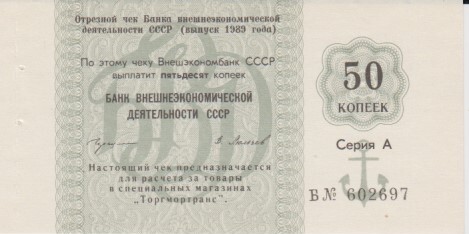 Отрезной чек Банка внешнеэкономической
деятельности СССР (выпуск 1989 года)
По этому чеку Внешэкономбанк СССР
выплатит пятьдесят копеек
БАНК ВНЕШНЕЭКОНОМИЧЕСКОЙ
ДЕЯТЕЛЬНОСТИ СССР
Настоящий чек предназначается
для расчета за товары
в специальных магазинах
„Торгмортранс".
50
КОПЕЕК
Серия А
Б№ 602697